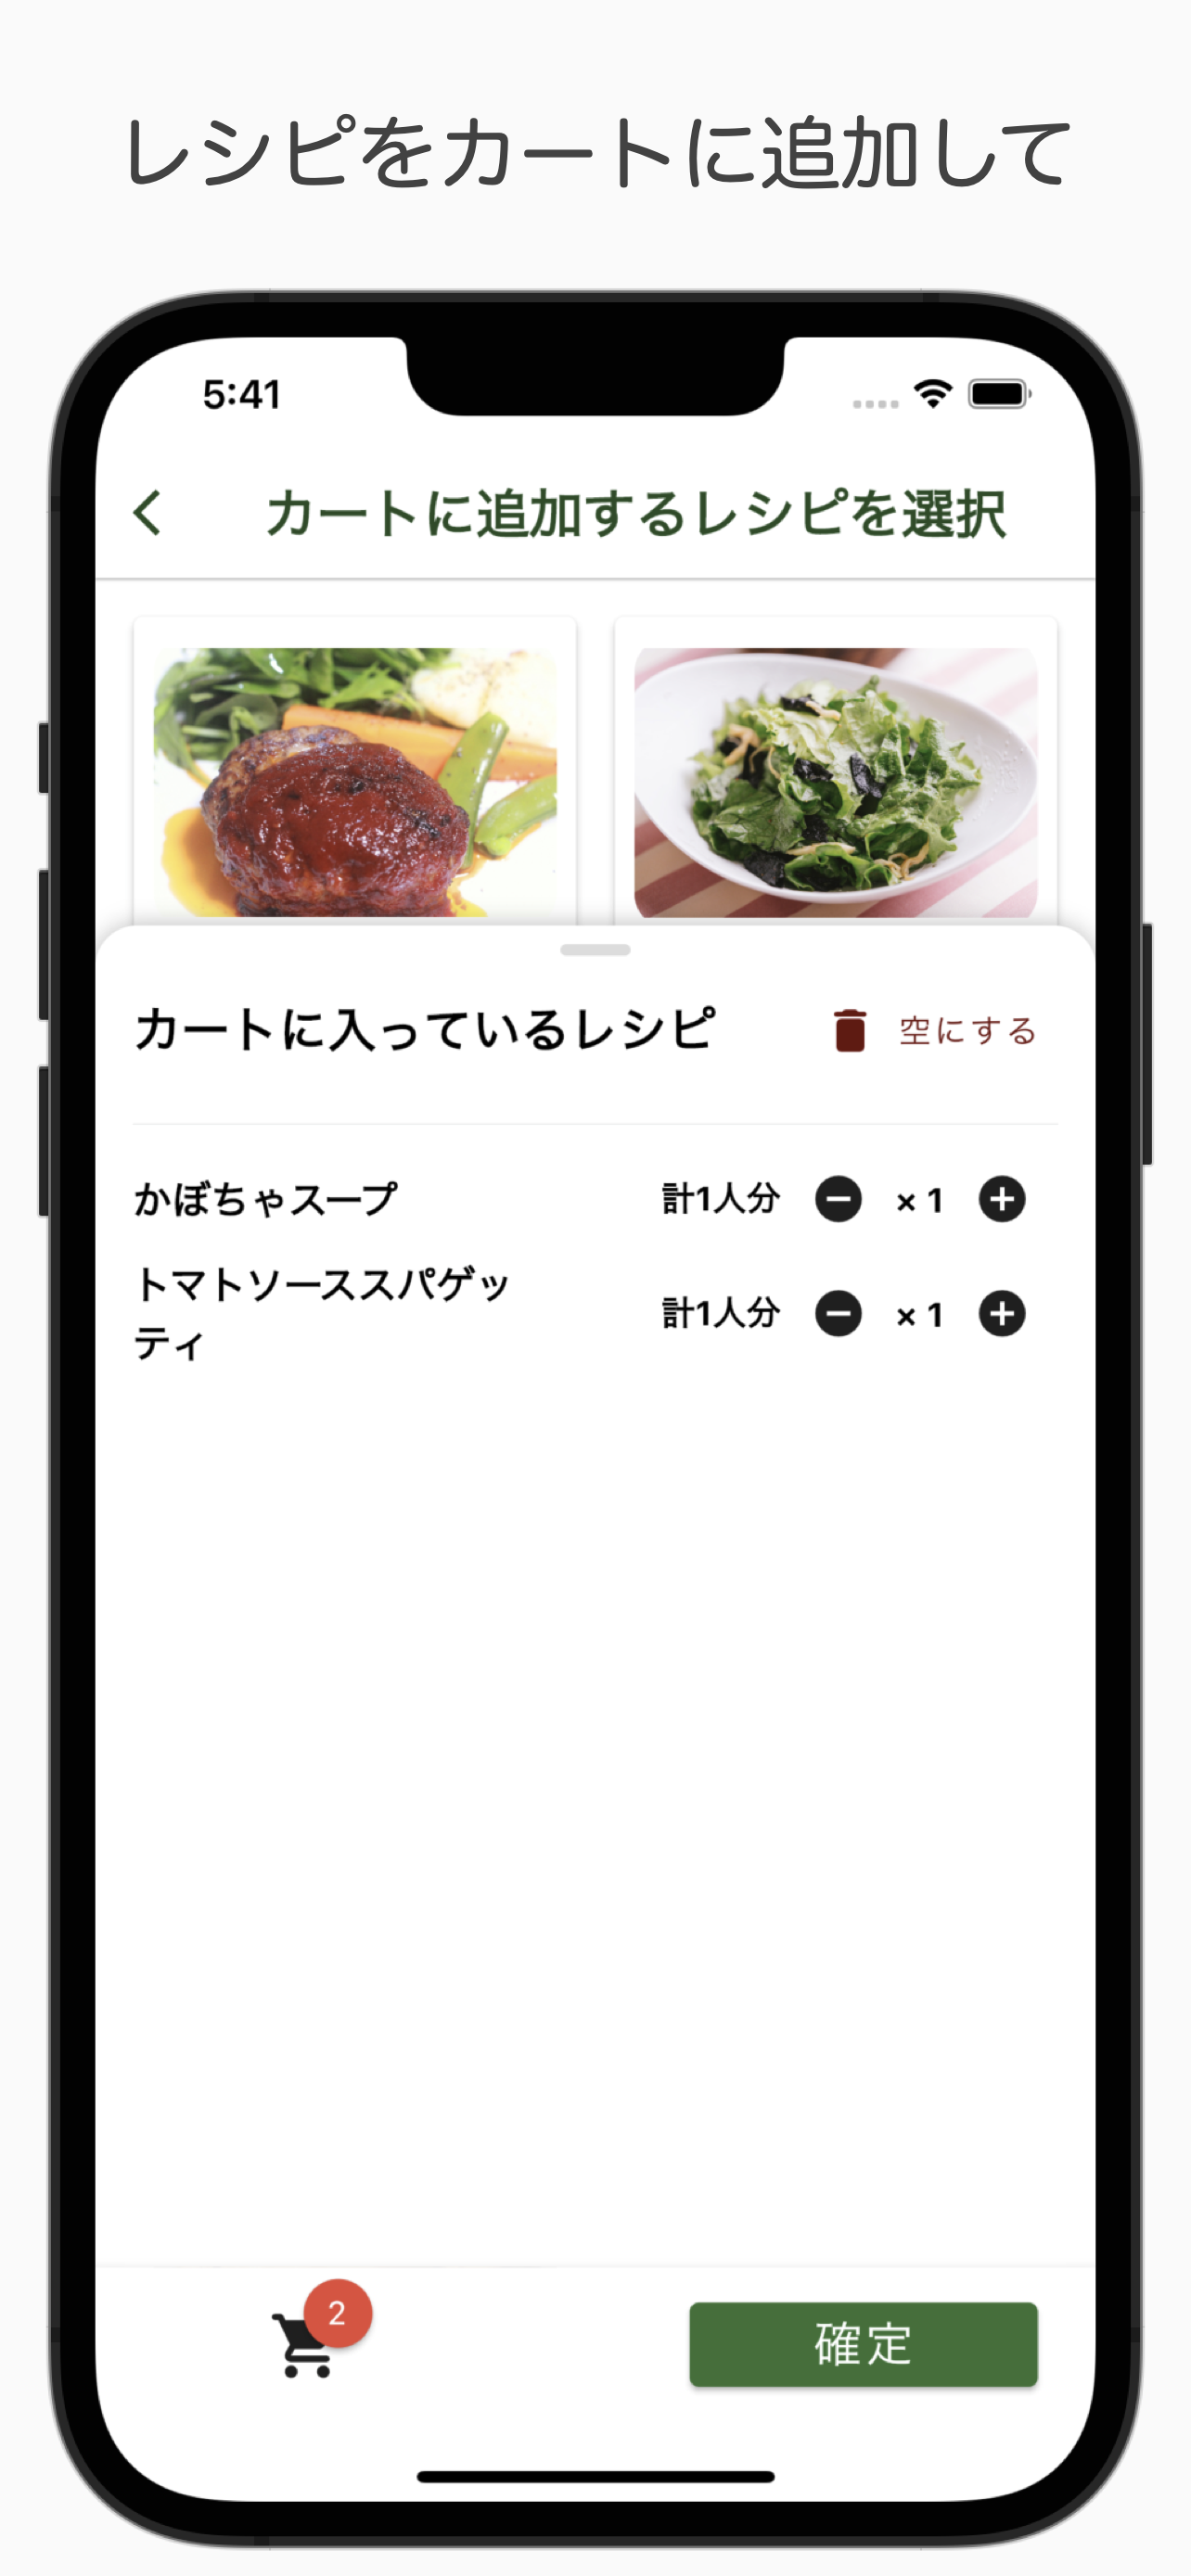 レシピをカートに追加して
5:41
カートに追加するレシピを選択
カートに入っているレシピ 空にする
かぼちゃスープ 計1人分 × 1
トマトソーススパゲッ
ティ 計1人分 × 1
2
確定